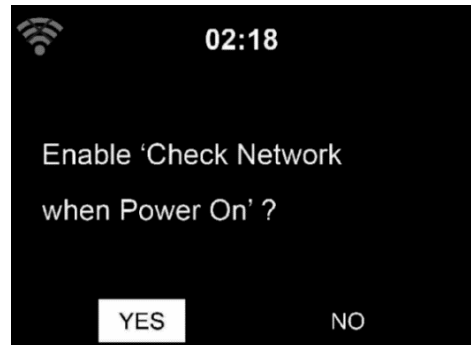 02:18
Enable ‘Check Network
when Power On’ ?
YES NO